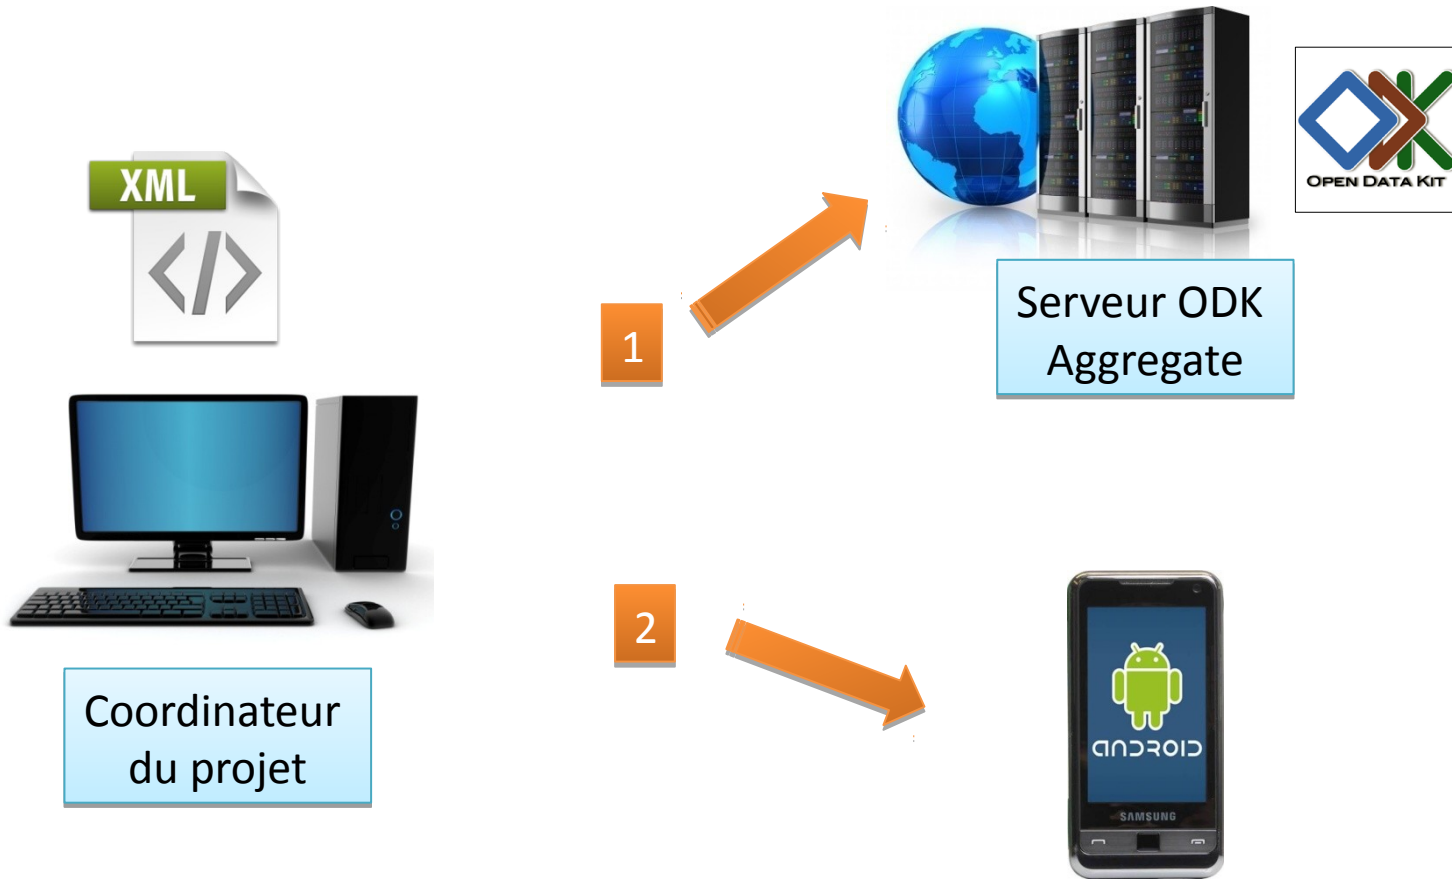 XML
</>
OPEN DATA KIT
1
Serveur ODK
Aggregate
2
Coordinateur
du projet
ANDROID
SAMSUNG